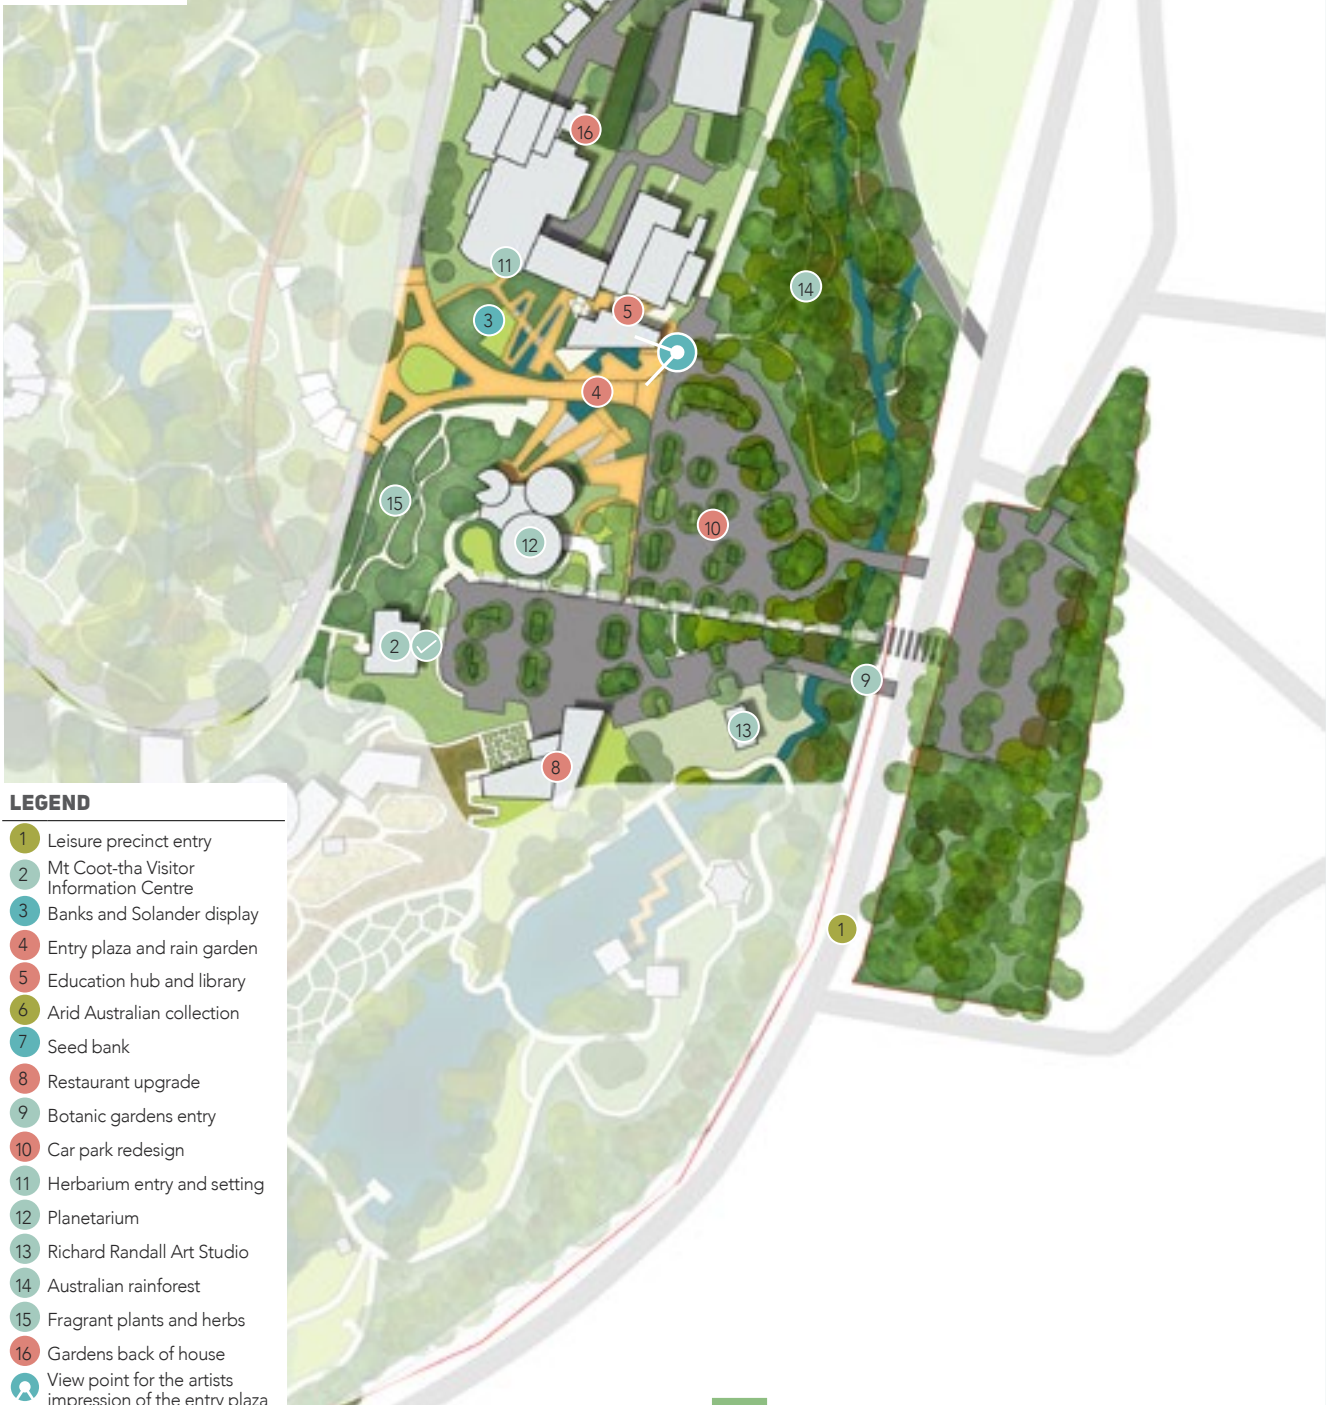 16
11
14
3
5
4
15
10
12
2
9
13
8
1
LEGEND
1 Leisure precinct entry
2 Mt Coot-tha Visitor
Information Centre
3 Banks and Solander display
4 Entry plaza and rain garden
5 Education hub and library
6 Arid Australian collection
7 Seed bank
8 Restaurant upgrade
9 Botanic gardens entry
10 Car park redesign
11 Herbarium entry and setting
12 Planetarium
13 Richard Randall Art Studio
14 Australian rainforest
15 Fragrant plants and herbs
16 Gardens back of house
View point for the artists
impression of the entry plaza